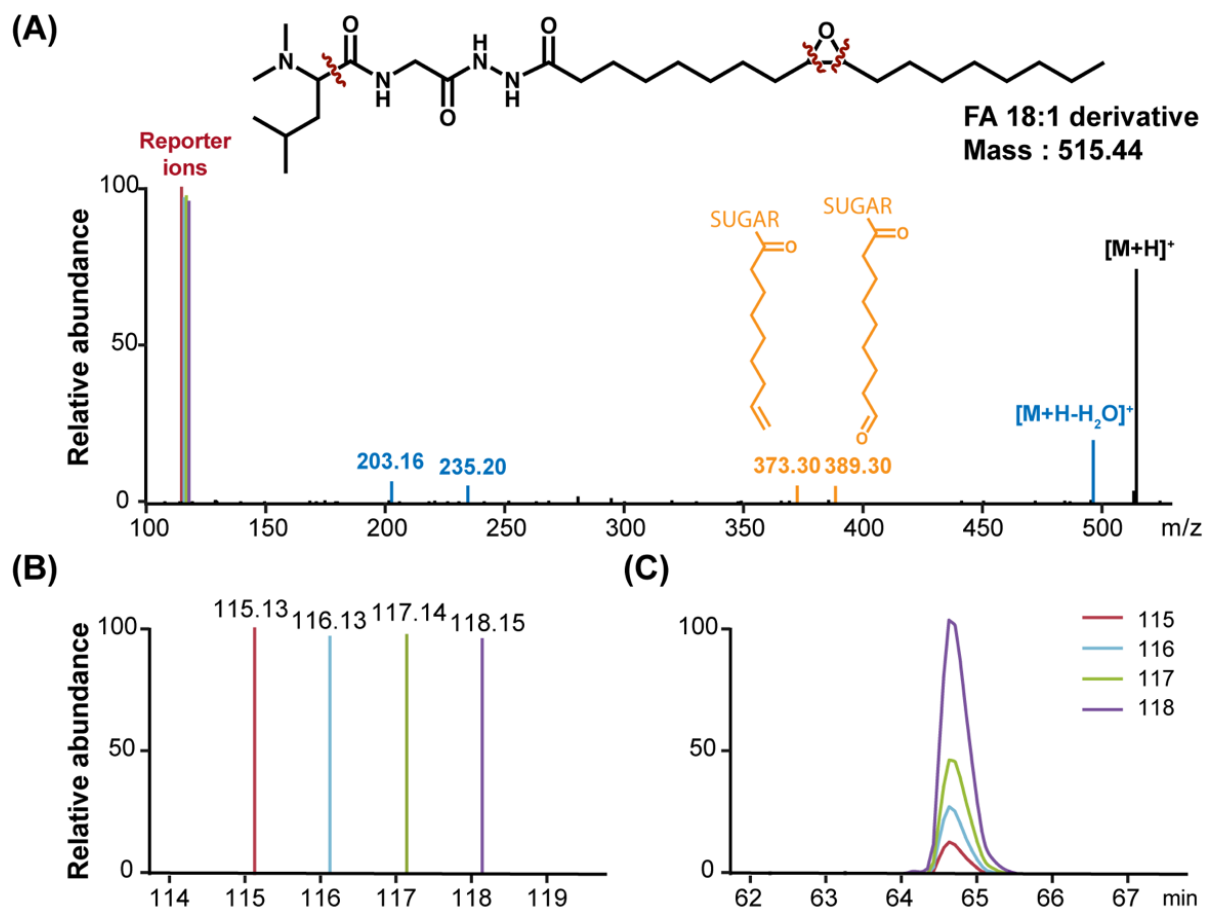 (A)
O
N
N
H
O
H
N
N
H
O
O
FA 18:1 derivative
Mass : 515.44
Reporter
ions
Relative abundance
100
50
0
SUGAR
O
O
SUGAR
O
203.16
235.20
373.30
389.30
[M+H-H₂O]⁺
[M+H]⁺
100
150
200
250
300
350
400
450
500
m/z
(B)
Relative abundance
100
50
0
115.13
116.13
117.14
118.15
114
115
116
117
118
119
(C)
100
50
0
115
116
117
118
62
63
64
65
66
67
min